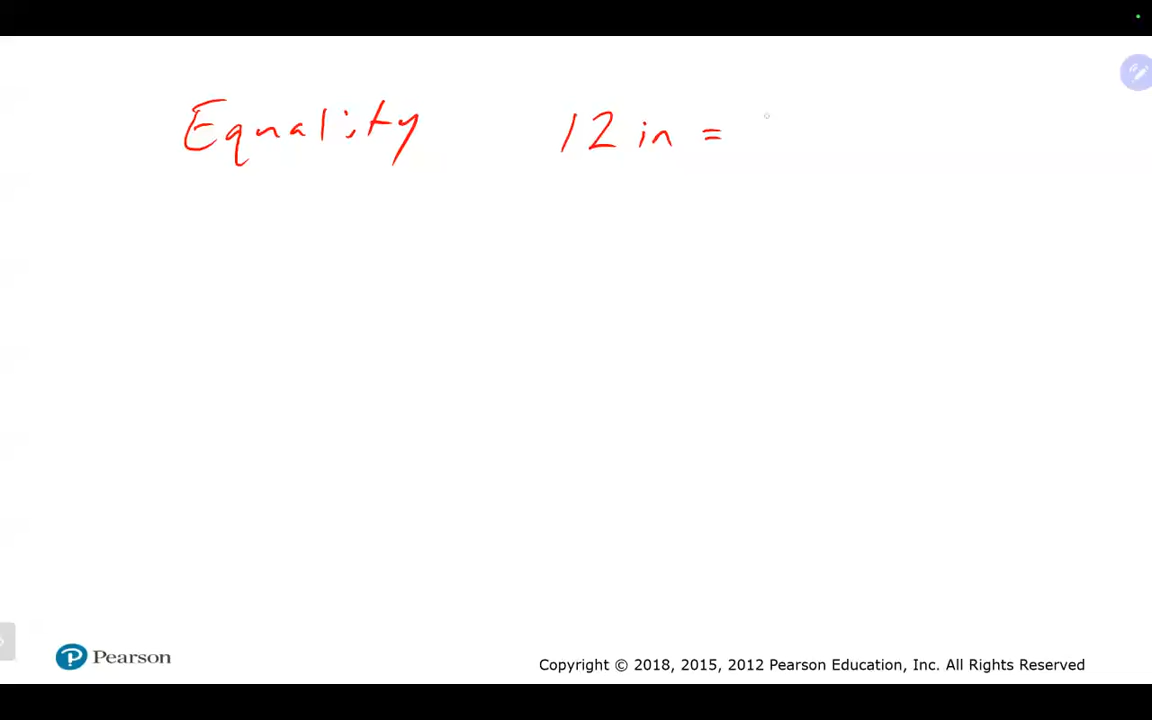 Equality 12 in =
Pearson
Copyright © 2018, 2015, 2012 Pearson Education, Inc. All Rights Reserved